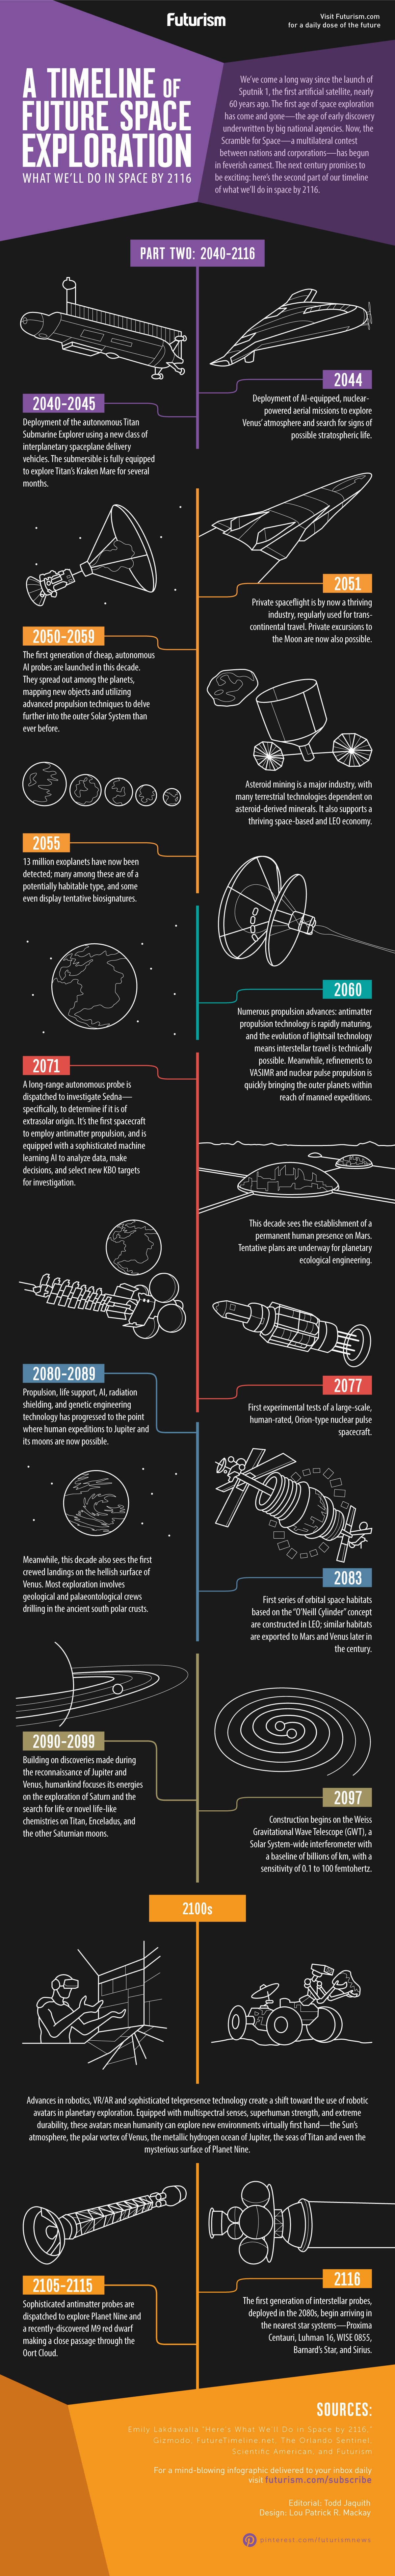 Futurism
Visit Futurism.com
for a daily dose of the future
A TIMELINE OF
FUTURE SPACE
EXPLORATION
WHAT WE'LL DO IN SPACE BY 2116
We've come a long way since the launch of
Sputnik 1, the first artificial satellite, nearly
60 years ago. The first age of space exploration
has come and gone—the age of early discovery
underwritten by big national agencies. Now, the
Scramble for Space—a multilateral contest
between nations and corporations—has begun
in feverish earnest. The next century promises to
be exciting: here's the second part of our timeline
of what we'll do in space by 2116.
PART TWO: 2040-2116
2044
Deployment of AI-equipped, nuclear-
powered aerial missions to explore
Venus' atmosphere and search for signs of
possible stratospheric life.
2040-2045
Deployment of the autonomous Titan
Submarine Explorer using a new class of
interplanetary spaceplane delivery
vehicles. The submersible is fully equipped
to explore Titan's Kraken Mare for several
months.
2051
Private spaceflight is by now a thriving
industry, regularly used for trans-
continental travel. Private excursions to
the Moon are now also possible.
2050-2059
The first generation of cheap, autonomous
AI probes are launched in this decade.
They spread out among the planets,
mapping new objects and utilizing
advanced propulsion techniques to delve
further into the outer Solar System than
ever before.
Asteroid mining is a major industry, with
many terrestrial technologies dependent on
asteroid-derived minerals. It also supports a
thriving space-based and LEO economy.
2055
13 million exoplanets have now been
detected; many among these are of a
potentially habitable type, and some
even display tentative biosignatures.
2060
Numerous propulsion advances: antimatter
propulsion technology is rapidly maturing,
and the evolution of lightsail technology
means interstellar travel is technically
possible. Meanwhile, refinements to
VASIMR and nuclear pulse propulsion is
quickly bringing the outer planets within
reach of manned expeditions.
2071
A long-range autonomous probe is
dispatched to investigate Sedna—
specifically, to determine if it is of
extrasolar origin. It's the first spacecraft
to employ antimatter propulsion, and is
equipped with a sophisticated machine
learning AI to analyze data, make
decisions, and select new KBO targets
for investigation.
This decade sees the establishment of a
permanent human presence on Mars.
Tentative plans are underway for planetary
ecological engineering.
2080-2089
Propulsion, life support, AI, radiation
shielding, and genetic engineering
technology has progressed to the point
where human expeditions to Jupiter and
its moons are now possible.
2077
First experimental tests of a large-scale,
human-rated, Orion-type nuclear pulse
spacecraft.
Meanwhile, this decade also sees the first
crewed landings on the hellish surface of
Venus. Most exploration involves
geological and palaeontological crews
drilling in the ancient south polar crusts.
2083
First series of orbital space habitats
based on the "O'Neill Cylinder" concept
are constructed in LEO; similar habitats
are exported to Mars and Venus later in
the century.
2090-2099
Building on discoveries made during
the reconnaissance of Jupiter and
Venus, humankind focuses its energies
on the exploration of Saturn and the
search for life or novel life-like
chemistries on Titan, Enceladus, and
the other Saturnian moons.
2097
Construction begins on the Weiss
Gravitational Wave Telescope (GWT), a
Solar System-wide interferometer with
a baseline of billions of km, with a
sensitivity of 0.1 to 100 femtohertz.
2100s
Advances in robotics, VR/AR and sophisticated telepresence technology create a shift toward the use of robotic
avatars in planetary exploration. Equipped with multispectral senses, superhuman strength, and extreme
durability, these avatars mean humanity can explore new environments virtually first hand—the Sun's
atmosphere, the polar vortex of Venus, the metallic hydrogen ocean of Jupiter, the seas of Titan and even the
mysterious surface of Planet Nine.
2105-2115
Sophisticated antimatter probes are
dispatched to explore Planet Nine and
a recently-discovered M9 red dwarf
making a close passage through the
Oort Cloud.
2116
The first generation of interstellar probes,
deployed in the 2080s, begin arriving in
the nearest star systems—Proxima
Centauri, Luhman 16, WISE 0855,
Barnard's Star, and Sirius.
SOURCES:
Emily Lakdawalla "Here's What We'll Do in Space by 2116,"
Gizmodo, FutureTimeline.net, The Orlando Sentinel,
Scientific American, and Futurism
For a mind-blowing infographic delivered to your inbox daily
visit futurism.com/subscribe
Editorial: Todd Jaquith
Design: Lou Patrick R. Mackay
pinterest.com/futurismnews